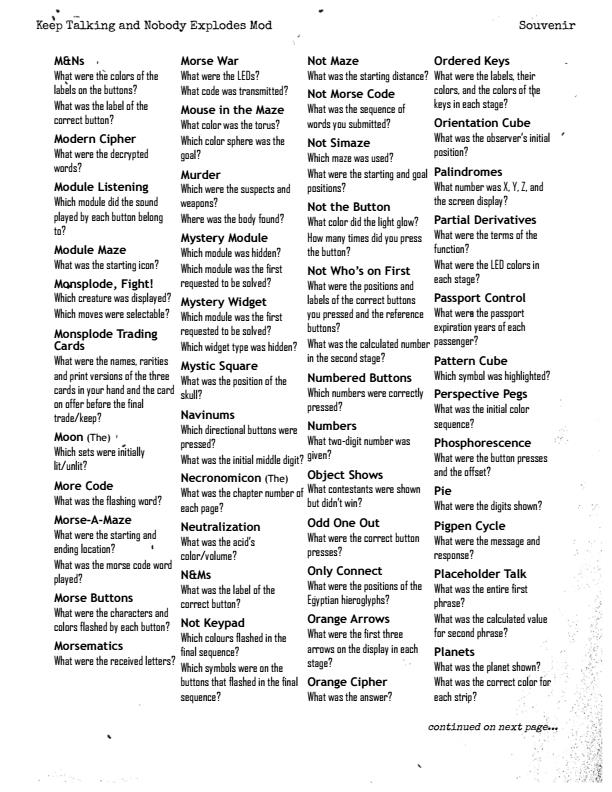 Keep Talking and Nobody Explodes Mod
Souvenir
M&Ns
What were the colors of the
labels on the buttons?
What was the label of the
correct button?
Modern Cipher
What were the decrypted
words?
Module Listening
Which module did the sound
played by each button belong
to?
Module Maze
What was the starting icon?
Monsplode, Fight!
Which creature was displayed?
Which moves were selectable?
Monsplode Trading
Cards
What were the names, rarities
and print versions of the three
cards in your hand and the card
on offer before the final
trade/keep?
Moon (The)
Which sets were initially
lit/unlit?
More Code
What was the flashing word?
Morse-A-Maze
What were the starting and
ending location?
What was the morse code word
played?
Morse Buttons
What were the characters and
colors flashed by each button?
Morsematics
What were the received letters?
Morse War
What were the LEDs?
What code was transmitted?
Mouse in the Maze
What color was the torus?
Which color sphere was the
goal?
Murder
Which were the suspects and
weapons?
Where was the body found?
Mystery Module
Which module was hidden?
Which module was the first
requested to be solved?
Mystery Widget
Which module was the first
requested to be solved?
Which widget type was hidden?
Mystic Square
What was the position of the
skull?
Navinums
Which directional buttons were
pressed?
What was the initial middle digit?
Necronomicon (The)
What was the chapter number of
each page?
Neutralization
What was the acid's
color/volume?
N&Ms
What was the label of the
correct button?
Not Keypad
Which colours flashed in the
final sequence?
Which symbols were on the
buttons that flashed in the final
sequence?
Not Maze
What was the starting distance?
Not Morse Code
What was the sequence of
words you submitted?
Not Simaze
Which maze was used?
What were the starting and goal
positions?
Not the Button
What color did the light glow?
How many times did you press
the button?
Not Who's on First
What were the positions and
labels of the correct buttons
you pressed and the reference
buttons?
What was the calculated number
in the second stage?
Numbered Buttons
Which numbers were correctly
pressed?
Numbers
What two-digit number was
given?
Object Shows
What contestants were shown
but didn't win?
Odd One Out
What were the correct button
presses?
Only Connect
What were the positions of the
Egyptian hieroglyphs?
Orange Arrows
What were the first three
arrows on the display in each
stage?
Orange Cipher
What was the answer?
Ordered Keys
What were the labels, their
colors, and the colors of the
keys in each stage?
Orientation Cube
What was the observer's initial
position?
Palindromes
What number was X, Y, Z, and
the screen display?
Partial Derivatives
What were the terms of the
function?
What were the LED colors in
each stage?
Passport Control
What were the passport
expiration years of each
passenger?
Pattern Cube
Which symbol was highlighted?
Perspective Pegs
What was the initial color
sequence?
Phosphorescence
What were the button presses
and the offset?
Pie
What were the digits shown?
Pigpen Cycle
What were the message and
response?
Placeholder Talk
What was the entire first
phrase?
What was the calculated value
for second phrase?
Planets
What was the planet shown?
What was the correct color for
each strip?
continued on next page...